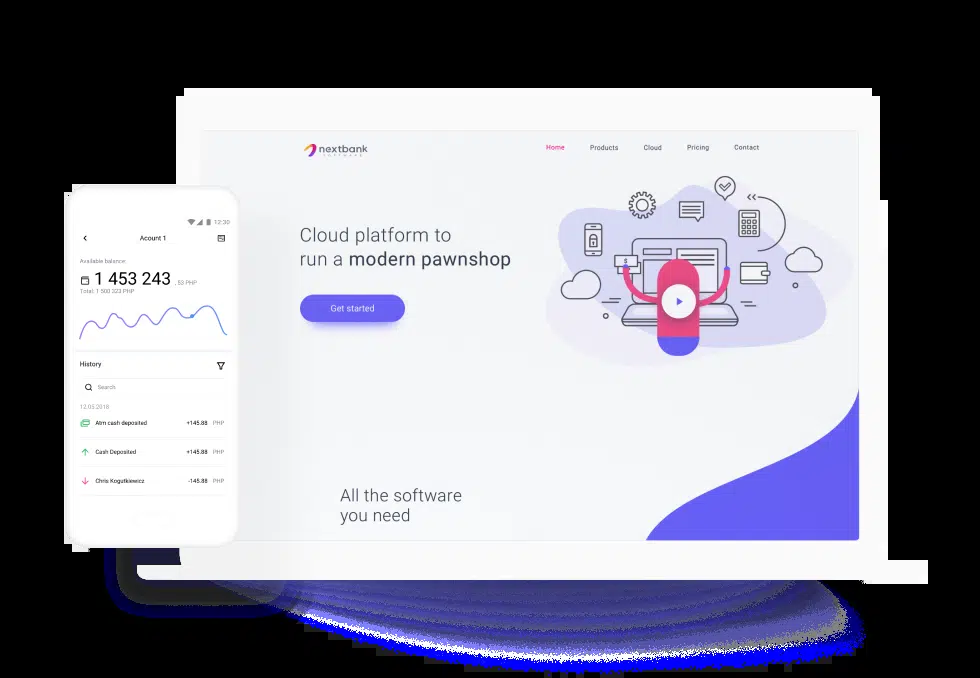 nextbank
SOFTWARE
Home Products Cloud Pricing Contact
Cloud platform to
run a modern pawnshop
Get started
$
All the software
you need
12:30
Acount 1
Available balance:
1 453 243 .53 PHP
Total: 1 500 323 PHP
History
Search
12.03.2018
Atm cash deposited +145.88 PHP
Cash Deposited +145.88 PHP
Chris Kogutkiewicz -145.88 PHP